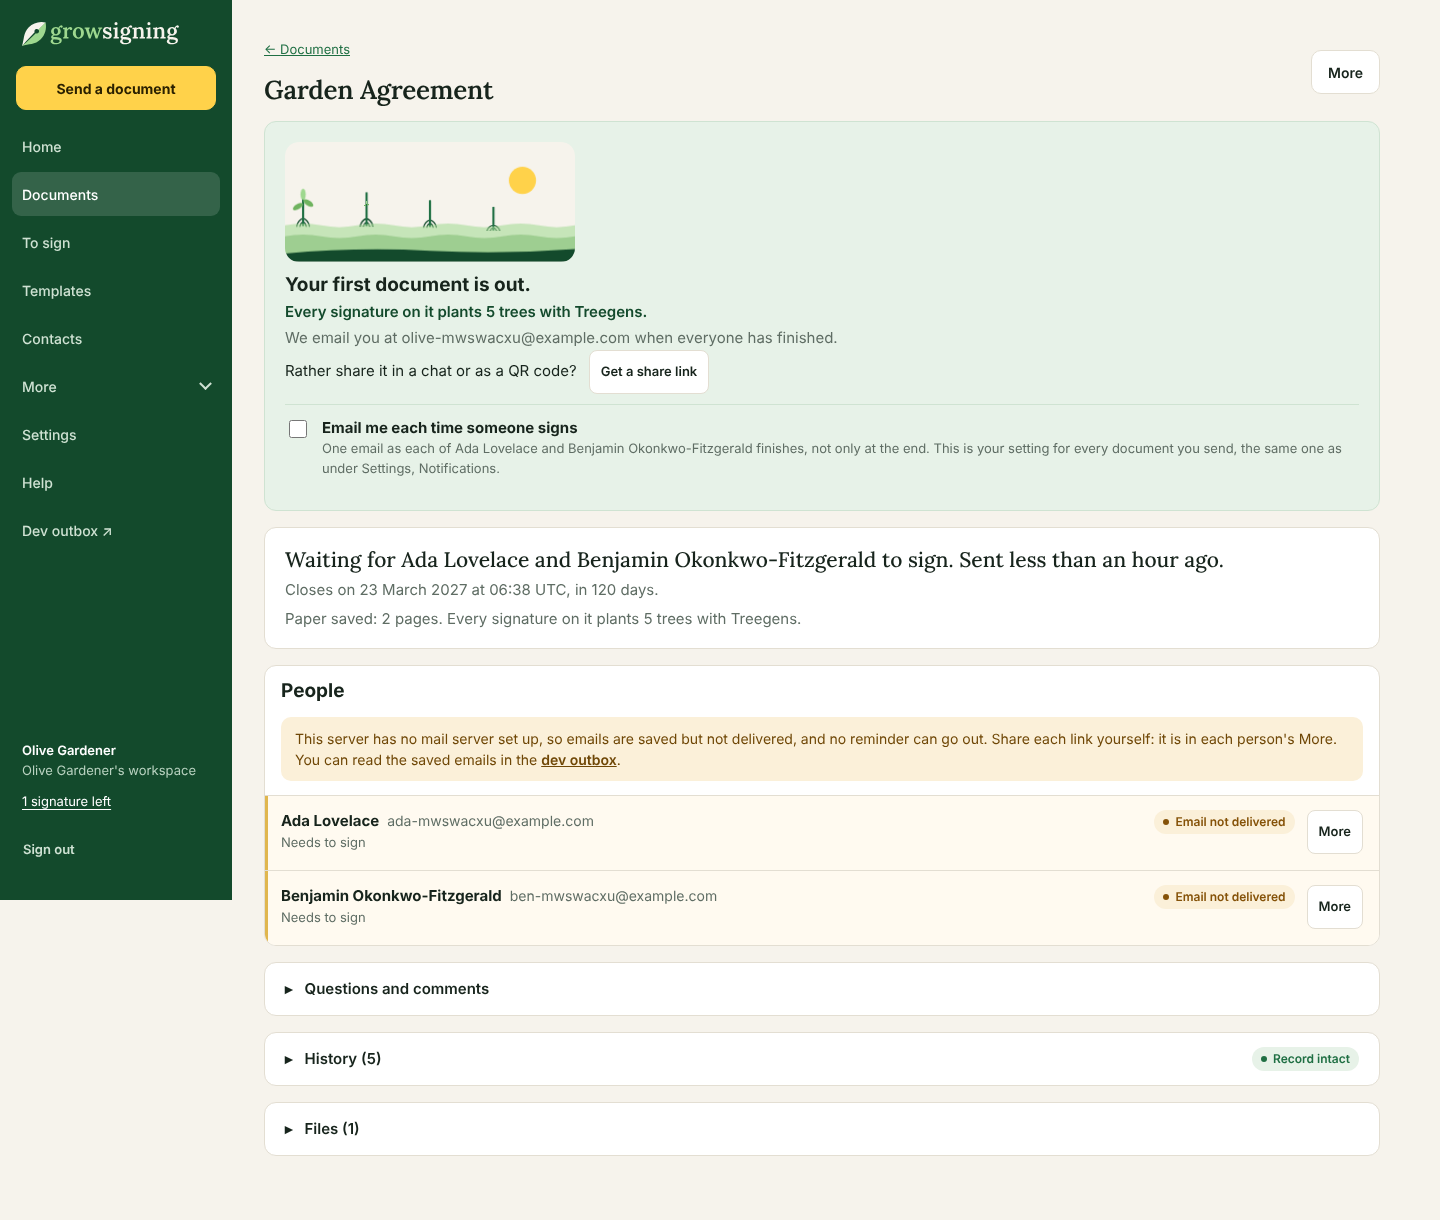 growsigning
Send a document
Home
Documents
To sign
Templates
Contacts
More
Settings
Help
Dev outbox ↗
Olive Gardener
Olive Gardener's workspace
1 signature left
Sign out
← Documents
Garden Agreement
More
Your first document is out.
Every signature on it plants 5 trees with Treegens.
We email you at olive-mwswacxu@example.com when everyone has finished.
Rather share it in a chat or as a QR code?
Get a share link
Email me each time someone signs
One email as each of Ada Lovelace and Benjamin Okonkwo-Fitzgerald finishes, not only at the end. This is your setting for every document you send, the same one as
under Settings, Notifications.
Waiting for Ada Lovelace and Benjamin Okonkwo-Fitzgerald to sign. Sent less than an hour ago.
Closes on 23 March 2027 at 06:38 UTC, in 120 days.
Paper saved: 2 pages. Every signature on it plants 5 trees with Treegens.
People
This server has no mail server set up, so emails are saved but not delivered, and no reminder can go out. Share each link yourself: it is in each person's More.
You can read the saved emails in the dev outbox.
Ada Lovelace ada-mwswacxu@example.com
Needs to sign
Email not delivered
More
Benjamin Okonkwo-Fitzgerald ben-mwswacxu@example.com
Needs to sign
Email not delivered
More
Questions and comments
History (5)
Record intact
Files (1)